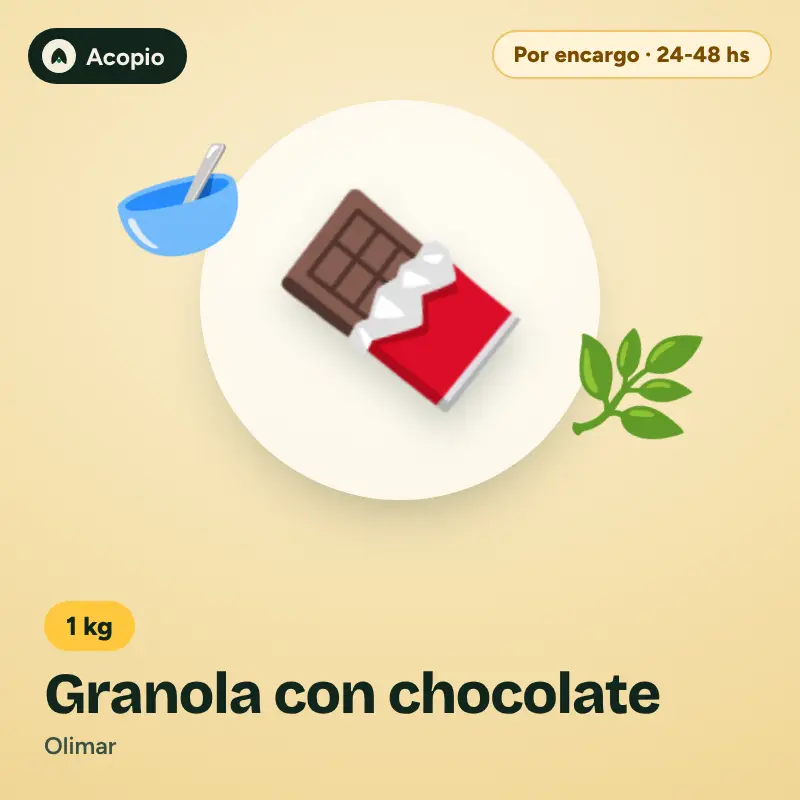 Acopio
Por encargo · 24-48 hs
1 kg
Granola con chocolate
Olimar